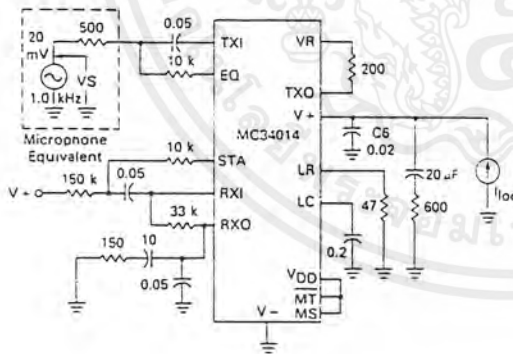 20
mV
500
VS
1.0 (kHz)
Microphone
Equivalent
0.05
10 k
TXI
EQ
10 k
STA
V +
150 k
0.05
RXI
33 k
RXO
150
10
0.05
MC34014
VR
200
TXO
V +
C6
0.02
LR
20 µF
Iloop
LC
47
600
0.2
VDD
MT
MS
V-